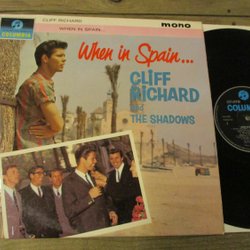 CLIFF RICHARD
WHEN IN SPAIN...
mono
COLUMBIA
When in Spain...
CLIFF
RICHARD
and
THE SHADOWS
COLUMBIA